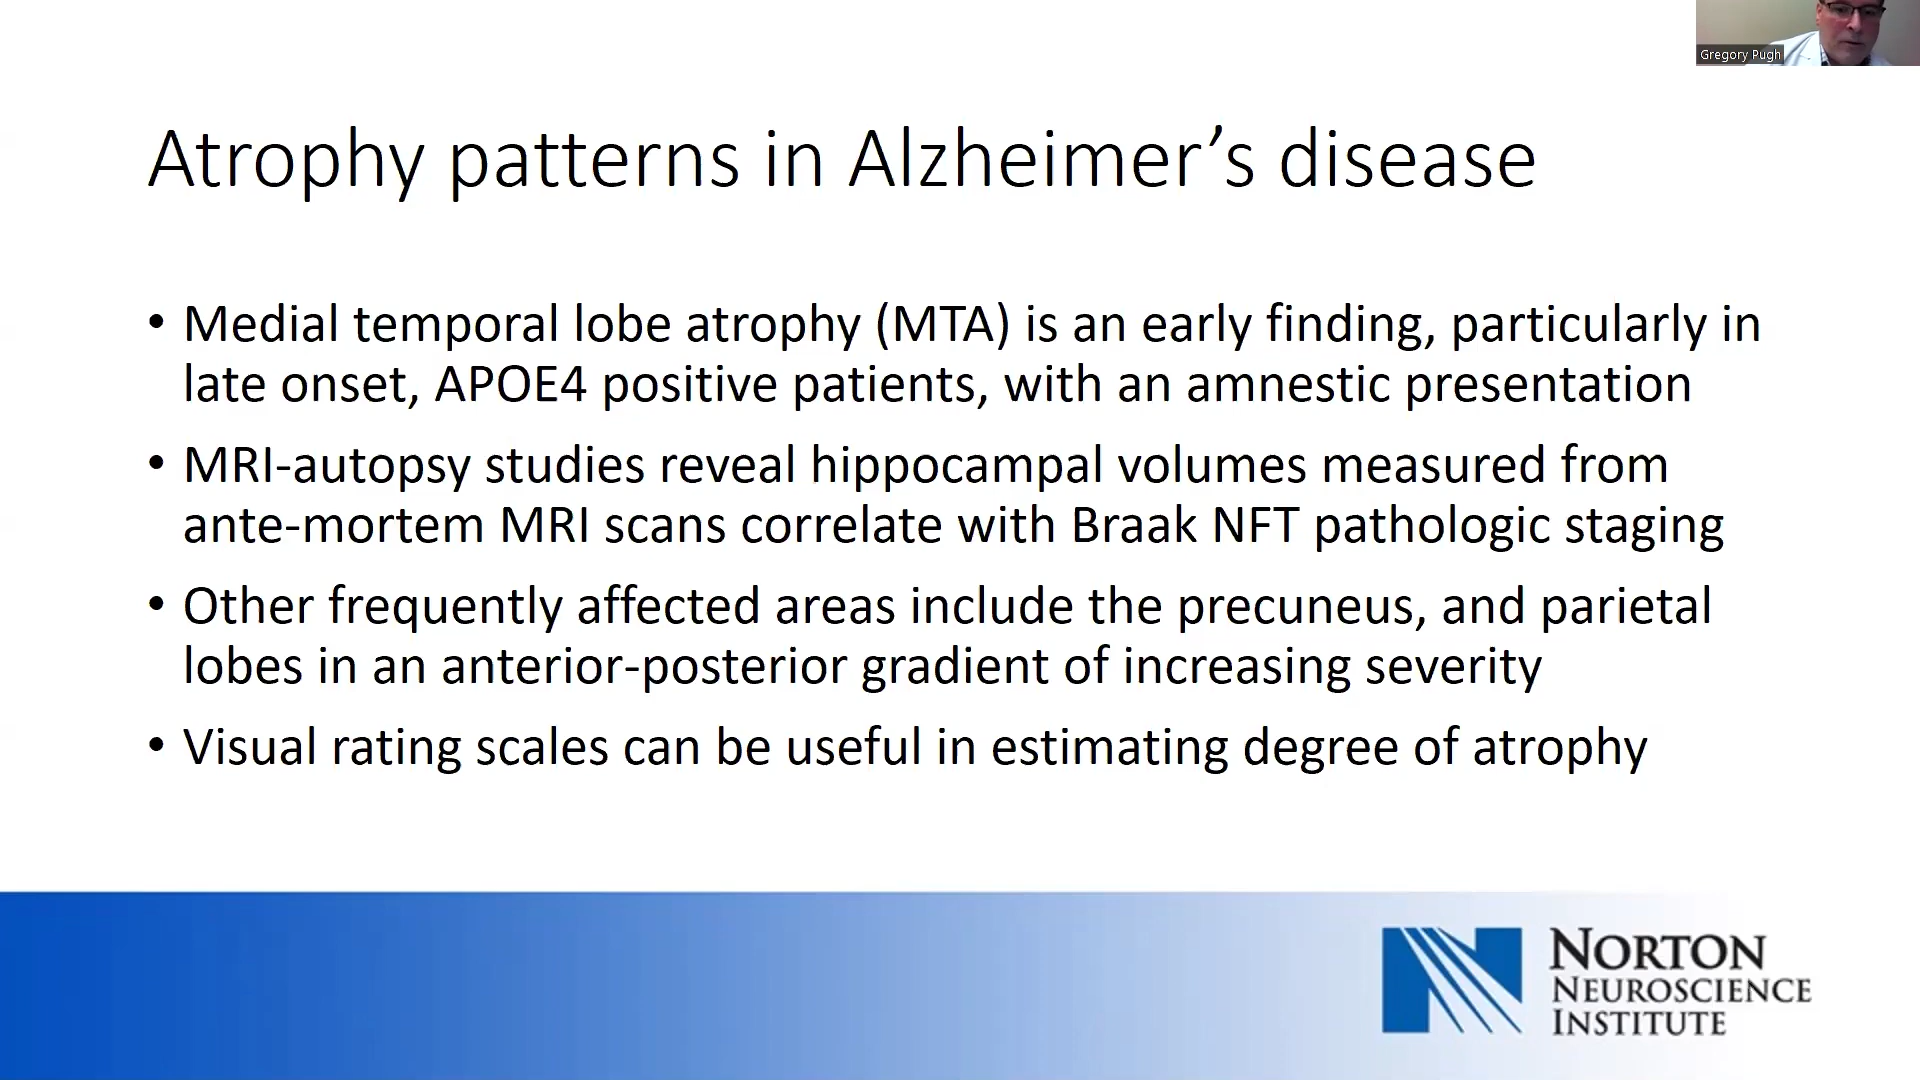 Gregory Pugh
Atrophy patterns in Alzheimer’s disease
• Medial temporal lobe atrophy (MTA) is an early finding, particularly in
late onset, APOE4 positive patients, with an amnestic presentation
• MRI-autopsy studies reveal hippocampal volumes measured from
ante-mortem MRI scans correlate with Braak NFT pathologic staging
• Other frequently affected areas include the precuneus, and parietal
lobes in an anterior-posterior gradient of increasing severity
• Visual rating scales can be useful in estimating degree of atrophy
NORTON
NEUROSCIENCE
INSTITUTE